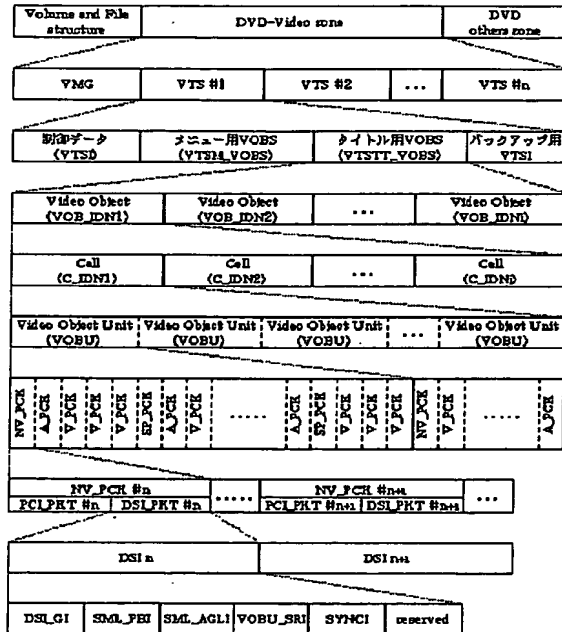 Volume and File structure
DVD-Video zone
DVD others zone
VMG
VTS #1
VTS #2
...
VTS #n
制御データ (VTSI)
メニュー用VOBS (VTSM_VOBS)
タイトル用VOBS (VTSTT_VOBS)
バックアップ用 VTSI
Video Object (VOB_IDN1)
Video Object (VOB_IDN2)
...
Video Object (VOB_IDNi)
Cell (C_IDN1)
Cell (C_IDN2)
...
Cell (C_IDNj)
Video Object Unit (VOBU)
Video Object Unit (VOBU)
Video Object Unit (VOBU)
...
Video Object Unit (VOBU)
NV_PCK
A_PCK
V_PCK
V_PCK
V_PCK
SP_PCK
A_PCK
V_PCK
......
A_PCK
SP_PCK
V_PCK
V_PCK
V_PCK
NV_PCK
V_PCK
.....
A_PCK
NV_PCK #n
.....
NV_PCK #n+1
...
PCI_PKT #n
DSI_PKT #n
PCI_PKT #n+1
DSI_PKT #n+1
DSI n
DSI n+1
DSI_GI
SML_PBI
SML_AGLI
VOBU_SRI
SYNCI
reserved